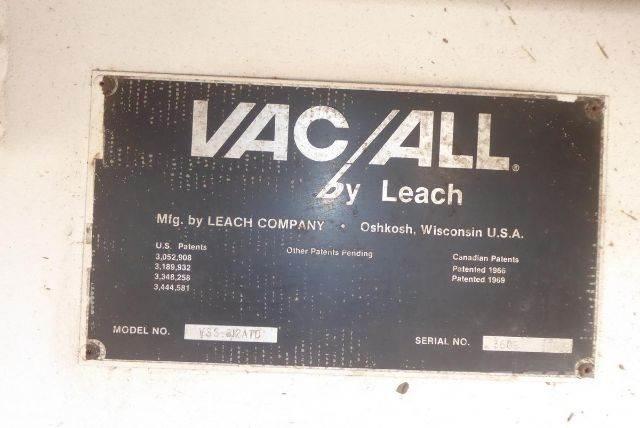 VAC/ALL®
by Leach
Mfg. by LEACH COMPANY • Oshkosh, Wisconsin U.S.A.
U.S. Patents
3,052,908
3,189,932
3,348,258
3,444,581
Other Patents Pending
Canadian Patents
Patented 1966
Patented 1969
MODEL NO.
SERIAL NO.